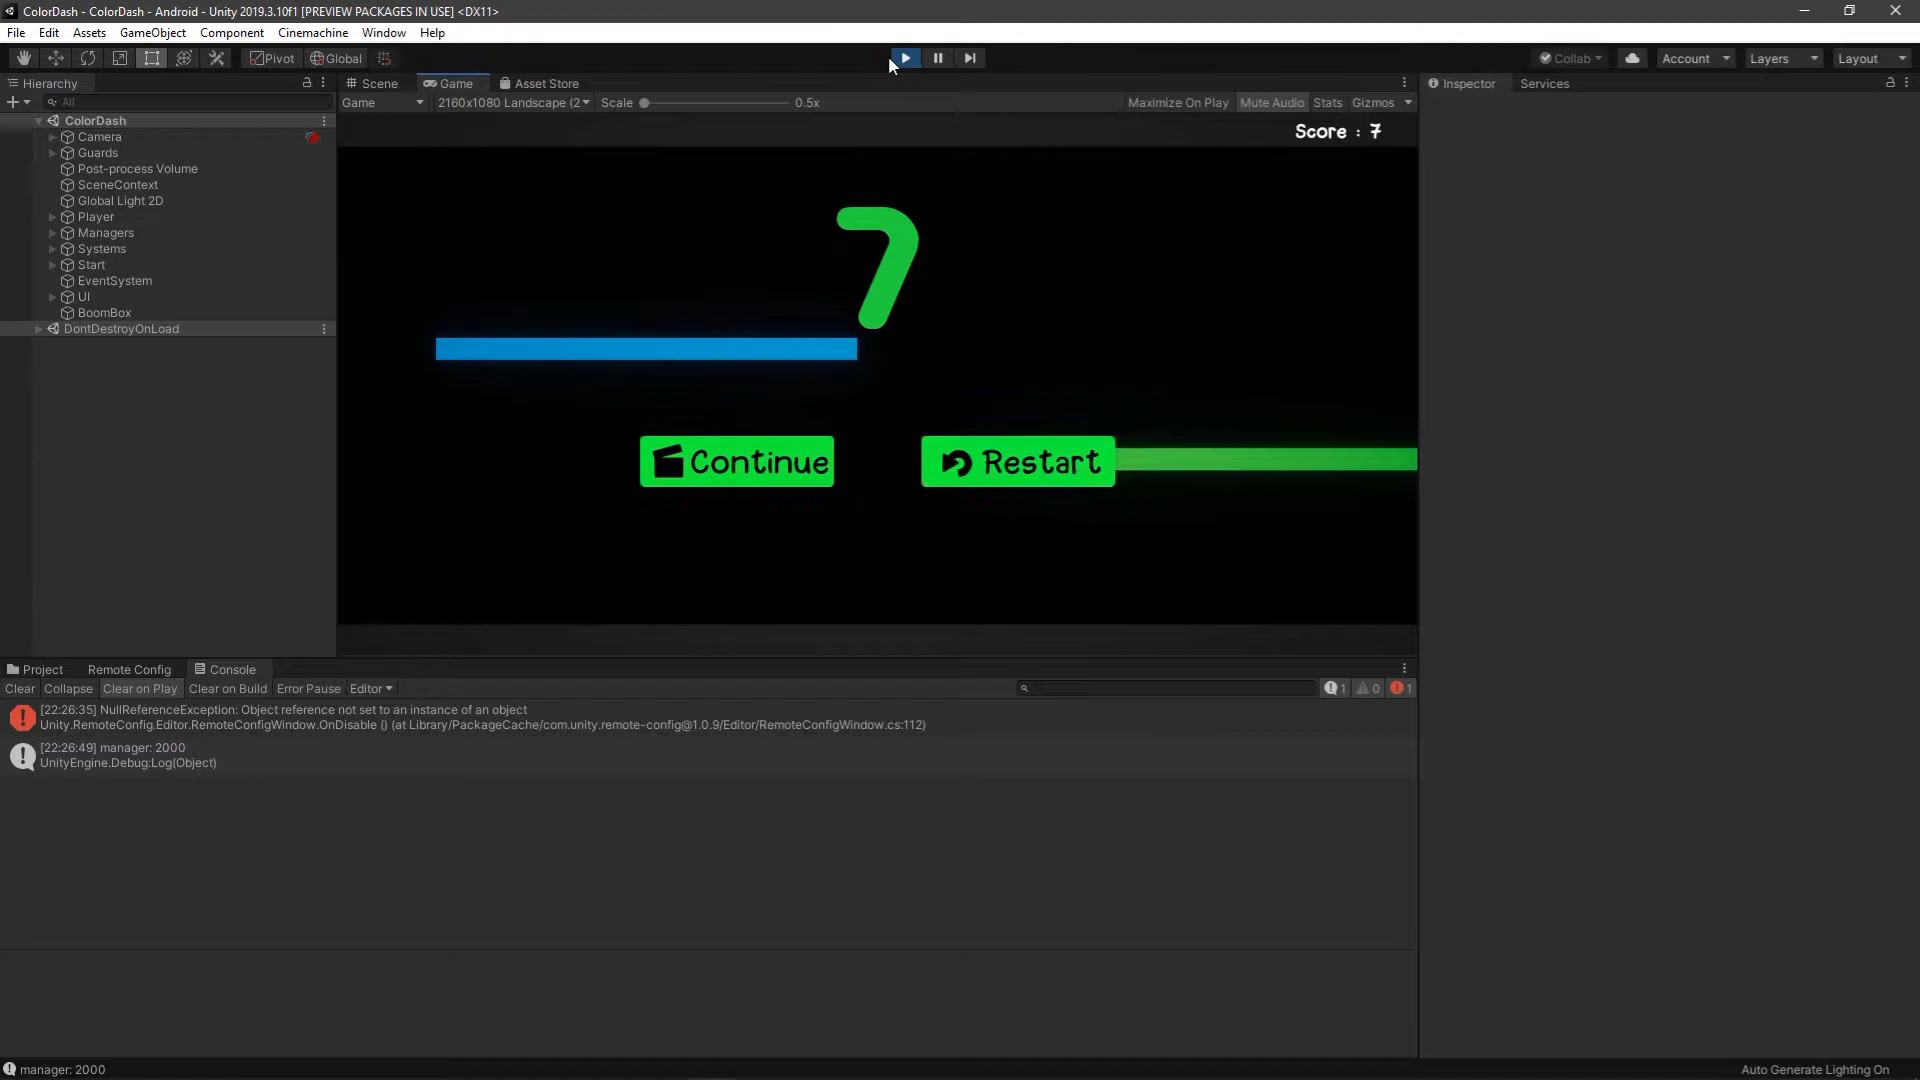 ColorDash - ColorDash - Android - Unity 2019.3.10f1 [PREVIEW PACKAGES IN USE] <DX11>
File Edit Assets GameObject Component Cinemachine Window Help
Pivot Global Collab Account Layers Layout
Hierarchy
All
ColorDash
Camera
Guards
Post-process Volume
SceneContext
Global Light 2D
Player
Managers
Systems
Start
EventSystem
UI
BoomBox
DontDestroyOnLoad
Scene Game Asset Store
Game 2160x1080 Landscape (2 Scale 0.5x Maximize On Play Mute Audio Stats Gizmos
Score : 7
7
Continue Restart
Inspector Services
Project Remote Config Console
Clear Collapse Clear on Play Clear on Build Error Pause Editor 1 0 1
[22:26:35] NullReferenceException: Object reference not set to an instance of an object
Unity.RemoteConfig.Editor.RemoteConfigWindow.OnDisable () (at Library/PackageCache/com.unity.remote-config@1.0.9/Editor/RemoteConfigWindow.cs:112)
[22:26:49] manager: 2000
UnityEngine.Debug:Log(Object)
manager: 2000
Auto Generate Lighting On